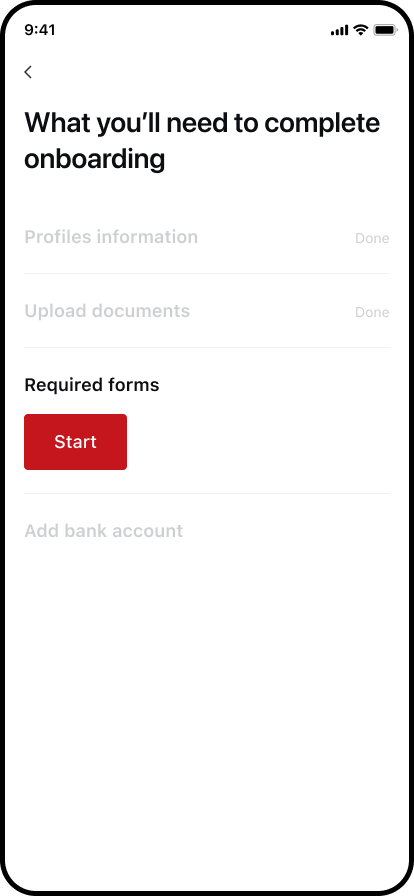 9:41
What you’ll need to complete
onboarding
Profiles information Done
Upload documents Done
Required forms
Start
Add bank account